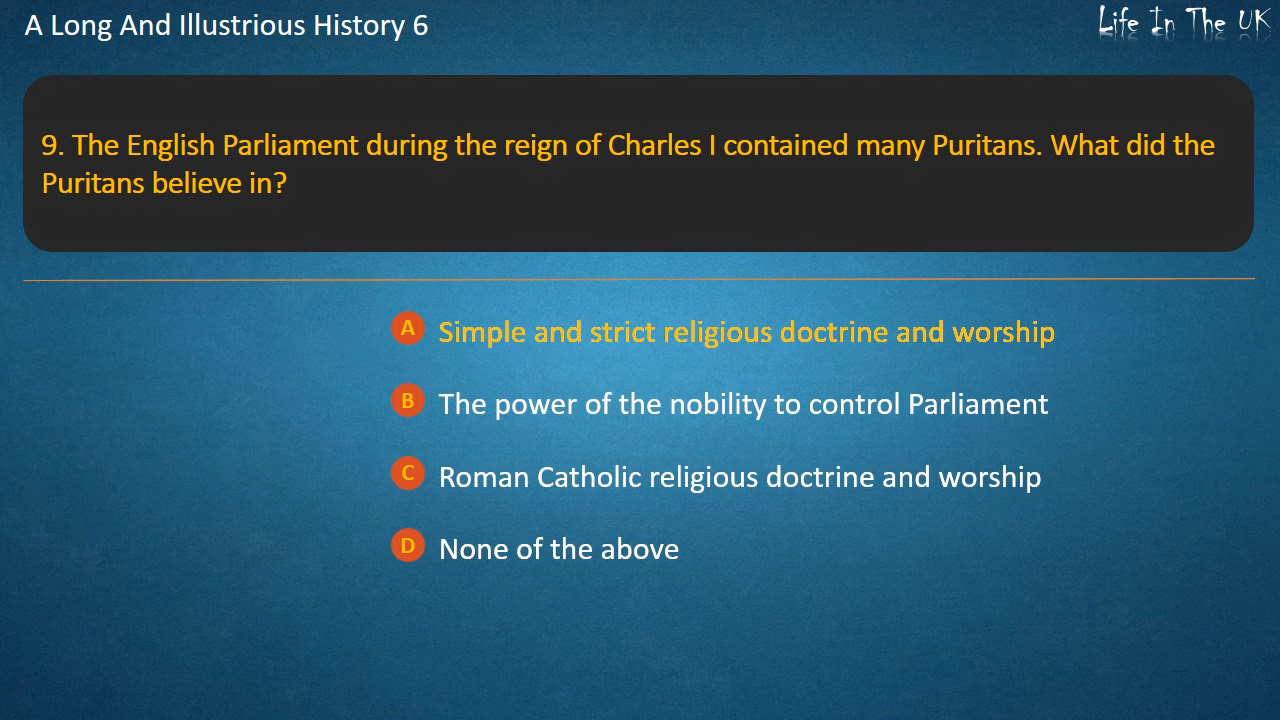 A Long And Illustrious History 6
Life In The UK
9. The English Parliament during the reign of Charles I contained many Puritans. What did the
Puritans believe in?
A Simple and strict religious doctrine and worship
B The power of the nobility to control Parliament
C Roman Catholic religious doctrine and worship
D None of the above